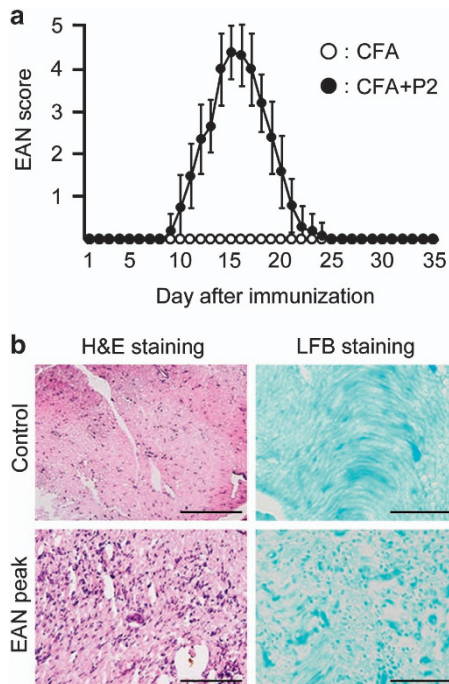 a
EAN score
5
4
3
2
1
○ : CFA
● : CFA+P2
1 5 10 15 20 25 30 35
Day after immunization
b
H&E staining LFB staining
Control
EAN peak